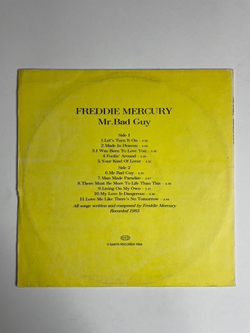 FREDDIE MERCURY
Mr. Bad Guy
Side 1
1.Let's Turn It On -
2.Made In Heaven -
3.I Was Born To Love You -
4.Foolin' Around -
5.Your Kind Of Lover -
Side 2
6.Mr. Bad Guy -
7.Man Made Paradise -
8.There Must Be More To Life Than This -
9.Living On My Own -
10.My Love Is Dangerous -
11.Love Me Like There's No Tomorrow -
All songs written and composed by Freddie Mercury
Recorded 1985